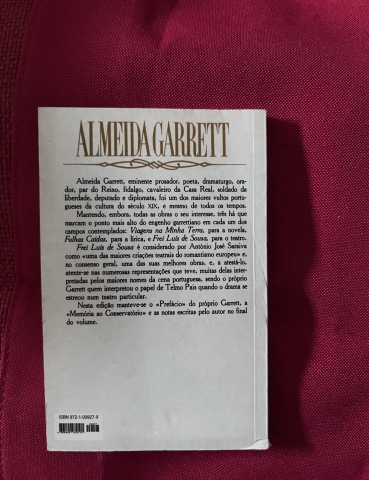 ALMEIDA GARRETT
Almeida Garrett, eminente prosador, poeta, dramaturgo, ora-
dor, par do Reino, fidalgo, cavaleiro da Casa Real, soldado da
liberdade, deputado e diplomata, foi um dos maiores vultos portu-
gueses da cultura do século XIX, e mesmo de todos os tempos.
Mantendo, embora, todas as obras o seu interesse, três há que
marcam o ponto mais alto do engenho garrettiano em cada um dos
campos contemplados: Viagens na Minha Terra, para a novela,
Folhas Caídas, para a lírica, e Frei Luís de Sousa, para o teatro.
Frei Luís de Sousa é considerado por António José Saraiva
como «uma das maiores criações teatrais do romantismo europeu» e,
no consenso geral, uma das suas melhores obras, e, a atestá-lo,
atente-se nas numerosas representações que teve, muitas delas inter-
pretadas pelos maiores nomes da cena portuguesa, sendo o próprio
Garrett quem interpretou o papel de Telmo Pais quando o drama se
estreou num teatro particular.
Nesta edição manteve-se o «Prefácio» do próprio Garrett, a
«Memória ao Conservatório» e as notas escritas pelo autor no final
do volume.
ISBN 972-1-00927-X